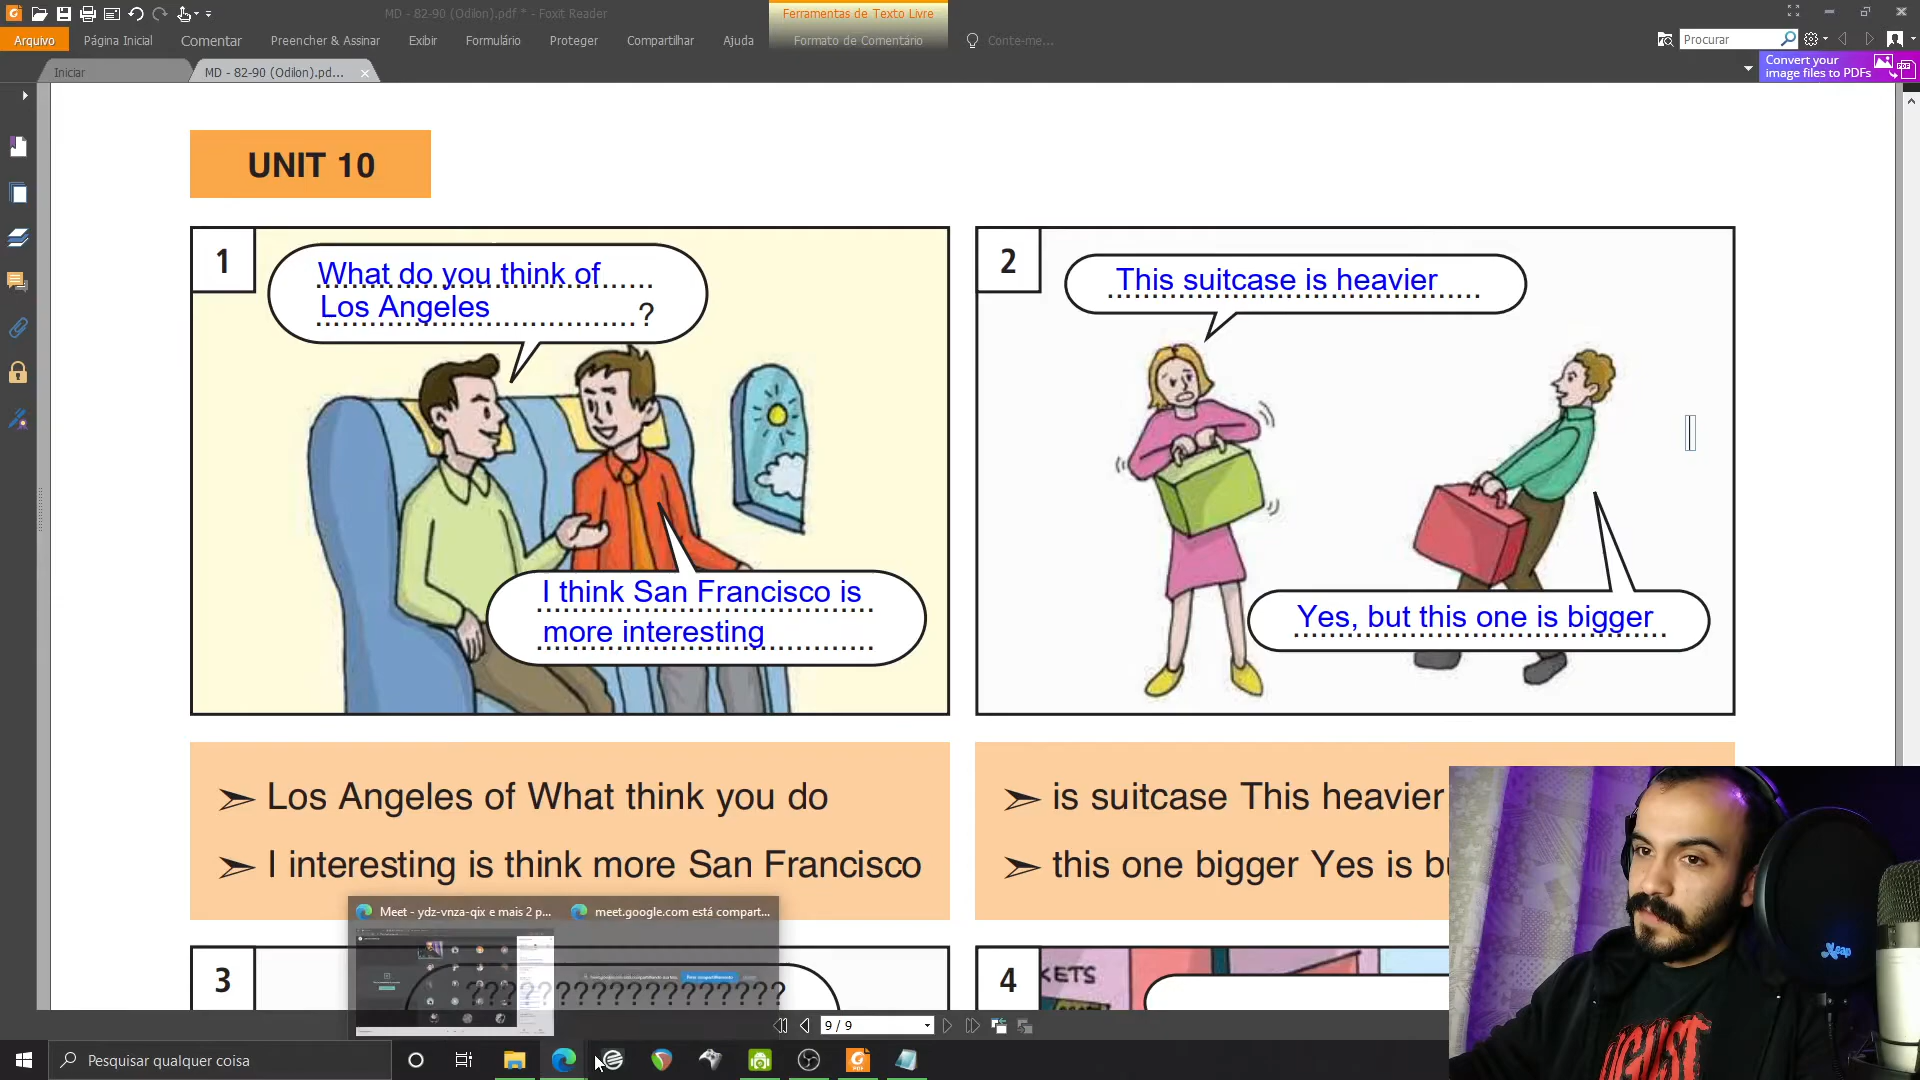 MD - 82-90 (Odilon).pdf * - Foxit Reader
Ferramentas de Texto Livre
Arquivo
Página Inicial
Comentar
Preencher & Assinar
Exibir
Formulário
Proteger
Compartilhar
Ajuda
Formato de Comentário
Conte-me...
Procurar
Iniciar
MD - 82-90 (Odilon).pd...
Convert your
image files to PDFs
UNIT 10
1
What do you think of
Los Angeles ?
I think San Francisco is
more interesting
2
This suitcase is heavier
Yes, but this one is bigger
➢ Los Angeles of What think you do
➢ I interesting is think more San Francisco
➢ is suitcase This heavier
➢ this one bigger Yes is bu
Meet - ydz-vnza-qix e mais 2 p...
meet.google.com está compart...
3
4
KETS
9 / 9
Pesquisar qualquer coisa